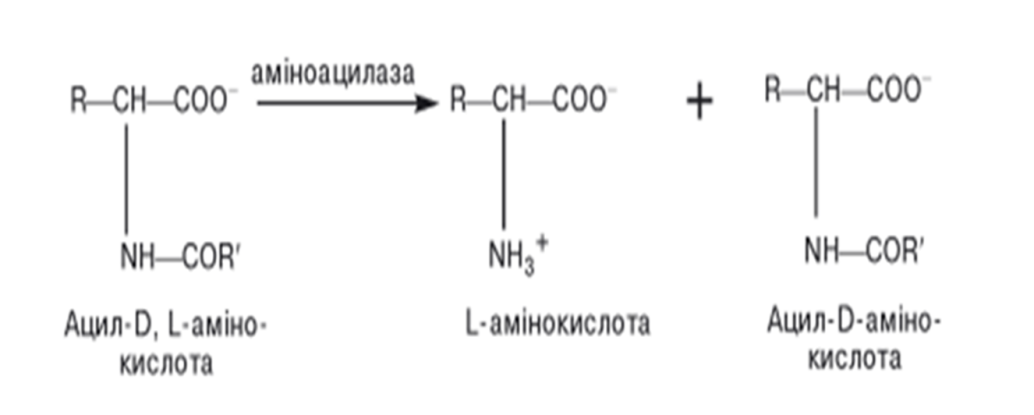 аміноацилаза
R—CH—COO⁻ R—CH—COO⁻ + R—CH—COO⁻
NH—COR′ NH₃⁺ NH—COR′
Ацил-D, L-аміно-
кислота
L-амінокислота
Ацил-D-аміно-
кислота